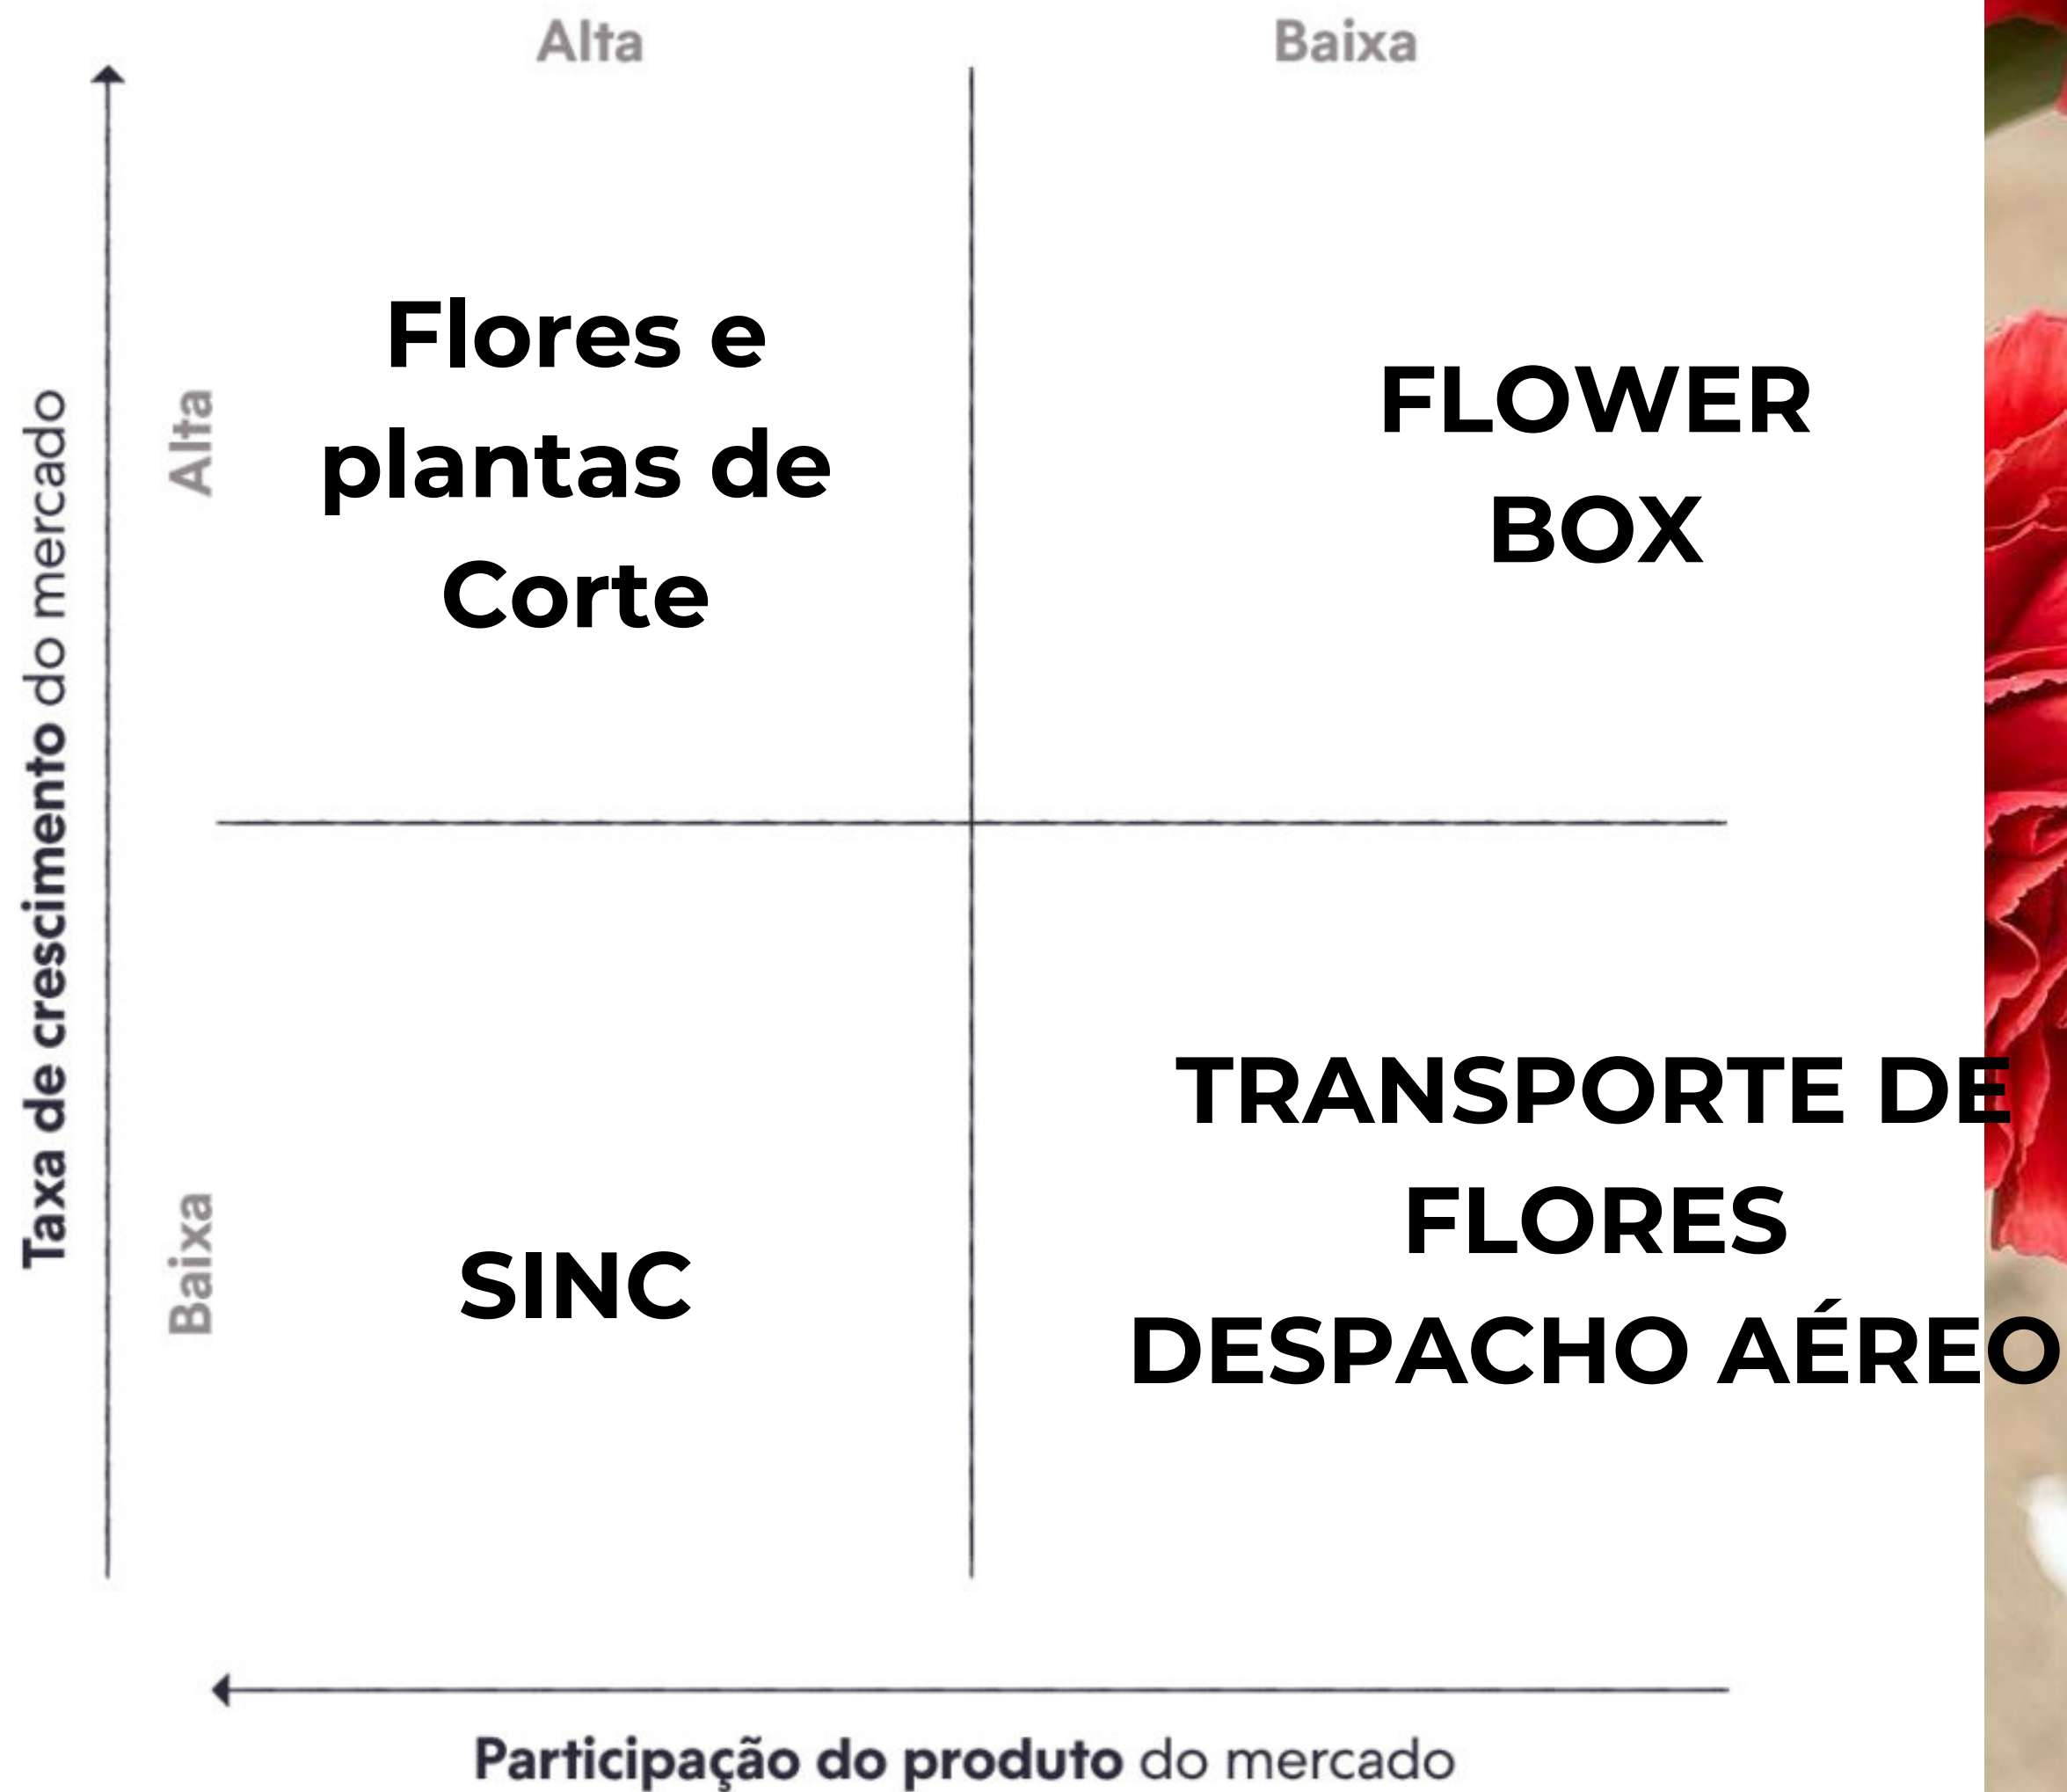 Alta
Baixa
Taxa de crescimento do mercado
Alta
Flores e
plantas de
Corte
FLOWER
BOX
Baixa
SINC
TRANSPORTE DE
FLORES
DESPACHO AÉREO
Participação do produto do mercado